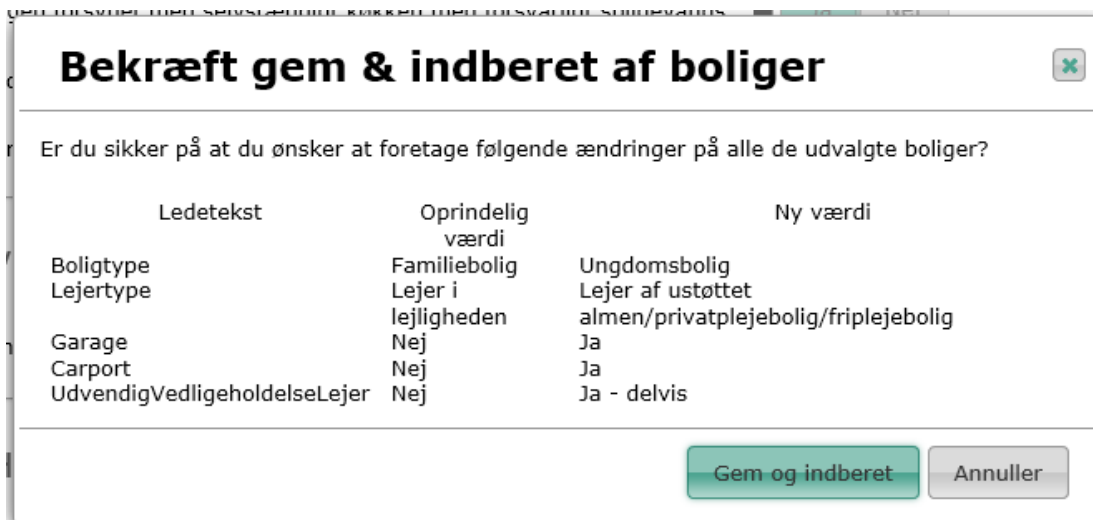 Bekræft gem & indberet af boliger
Er du sikker på at du ønsker at foretage følgende ændringer på alle de udvalgte boliger?
Ledetekst Oprindelig værdi Ny værdi
Boligtype Familiebolig Ungdomsbolig
Lejertype Lejer i lejligheden Lejer af ustøttet almen/privatplejebolig/friplejebolig
Garage Nej Ja
Carport Nej Ja
UdvendigVedligeholdelseLejer Nej Ja - delvis
Gem og indberet Annuller